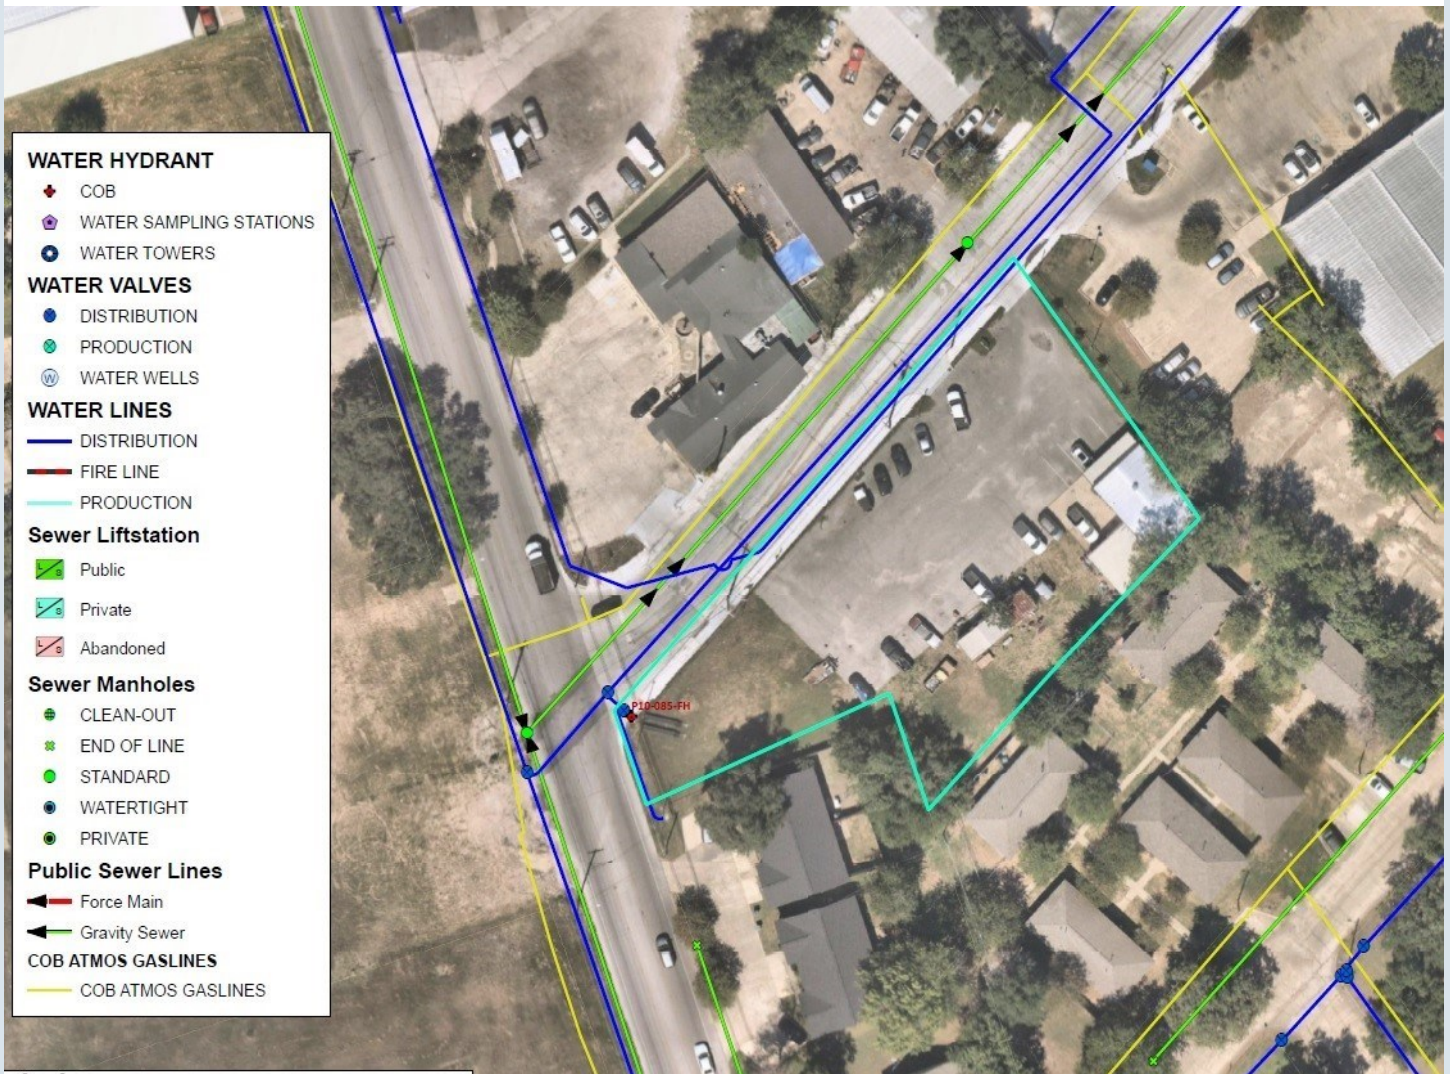 WATER HYDRANT
COB
WATER SAMPLING STATIONS
WATER TOWERS
WATER VALVES
DISTRIBUTION
PRODUCTION
W WATER WELLS
WATER LINES
DISTRIBUTION
FIRE LINE
PRODUCTION
Sewer Liftstation
L S Public
L S Private
L S Abandoned
Sewer Manholes
CLEAN-OUT
END OF LINE
STANDARD
WATERTIGHT
PRIVATE
Public Sewer Lines
Force Main
Gravity Sewer
COB ATMOS GASLINES
COB ATMOS GASLINES
P10-085-FH